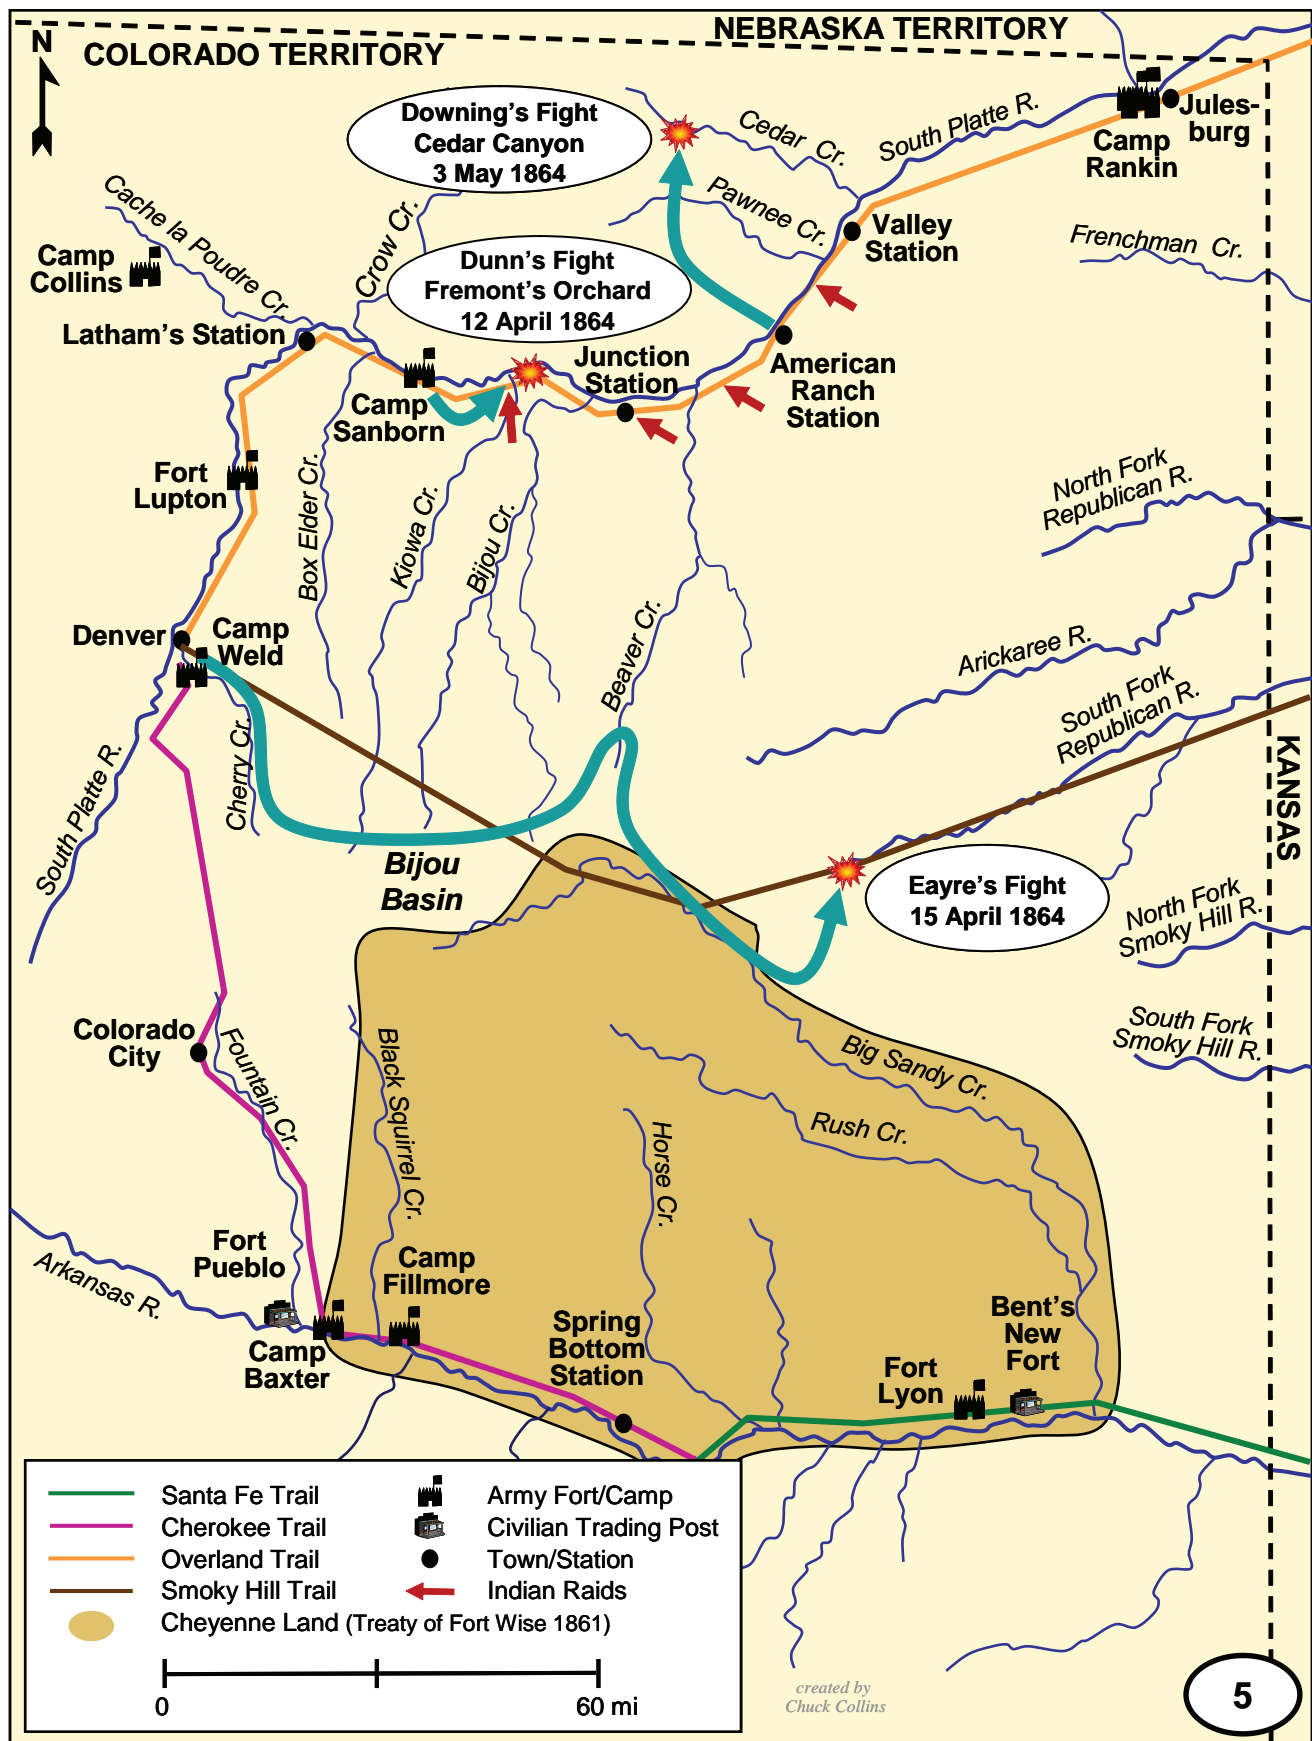 NEBRASKA TERRITORY
COLORADO TERRITORY
N
Downing's Fight
Cedar Canyon
3 May 1864
Cedar Cr.
South Platte R.
Jules-
burg
Camp
Rankin
Pawnee Cr.
Valley
Station
Frenchman Cr.
Cache la Poudre Cr.
Crow Cr.
Camp
Collins
Dunn's Fight
Fremont's Orchard
12 April 1864
Latham's Station
Junction
Station
American
Ranch
Station
Camp
Sanborn
Fort
Lupton
Box Elder Cr.
Kiowa Cr.
Bijou Cr.
North Fork
Republican R.
Denver
Camp
Weld
Beaver Cr.
Arickaree R.
South Fork
Republican R.
Cherry Cr.
South Platte R.
KANSAS
Bijou
Basin
Eayre's Fight
15 April 1864
North Fork
Smoky Hill R.
South Fork
Smoky Hill R.
Colorado
City
Fountain Cr.
Black Squirrel Cr.
Big Sandy Cr.
Rush Cr.
Horse Cr.
Fort
Pueblo
Arkansas R.
Camp
Fillmore
Camp
Baxter
Spring
Bottom
Station
Bent's
New
Fort
Fort
Lyon
Santa Fe Trail
Cherokee Trail
Overland Trail
Smoky Hill Trail
Cheyenne Land (Treaty of Fort Wise 1861)
Army Fort/Camp
Civilian Trading Post
Town/Station
Indian Raids
0
60 mi
created by
Chuck Collins
5